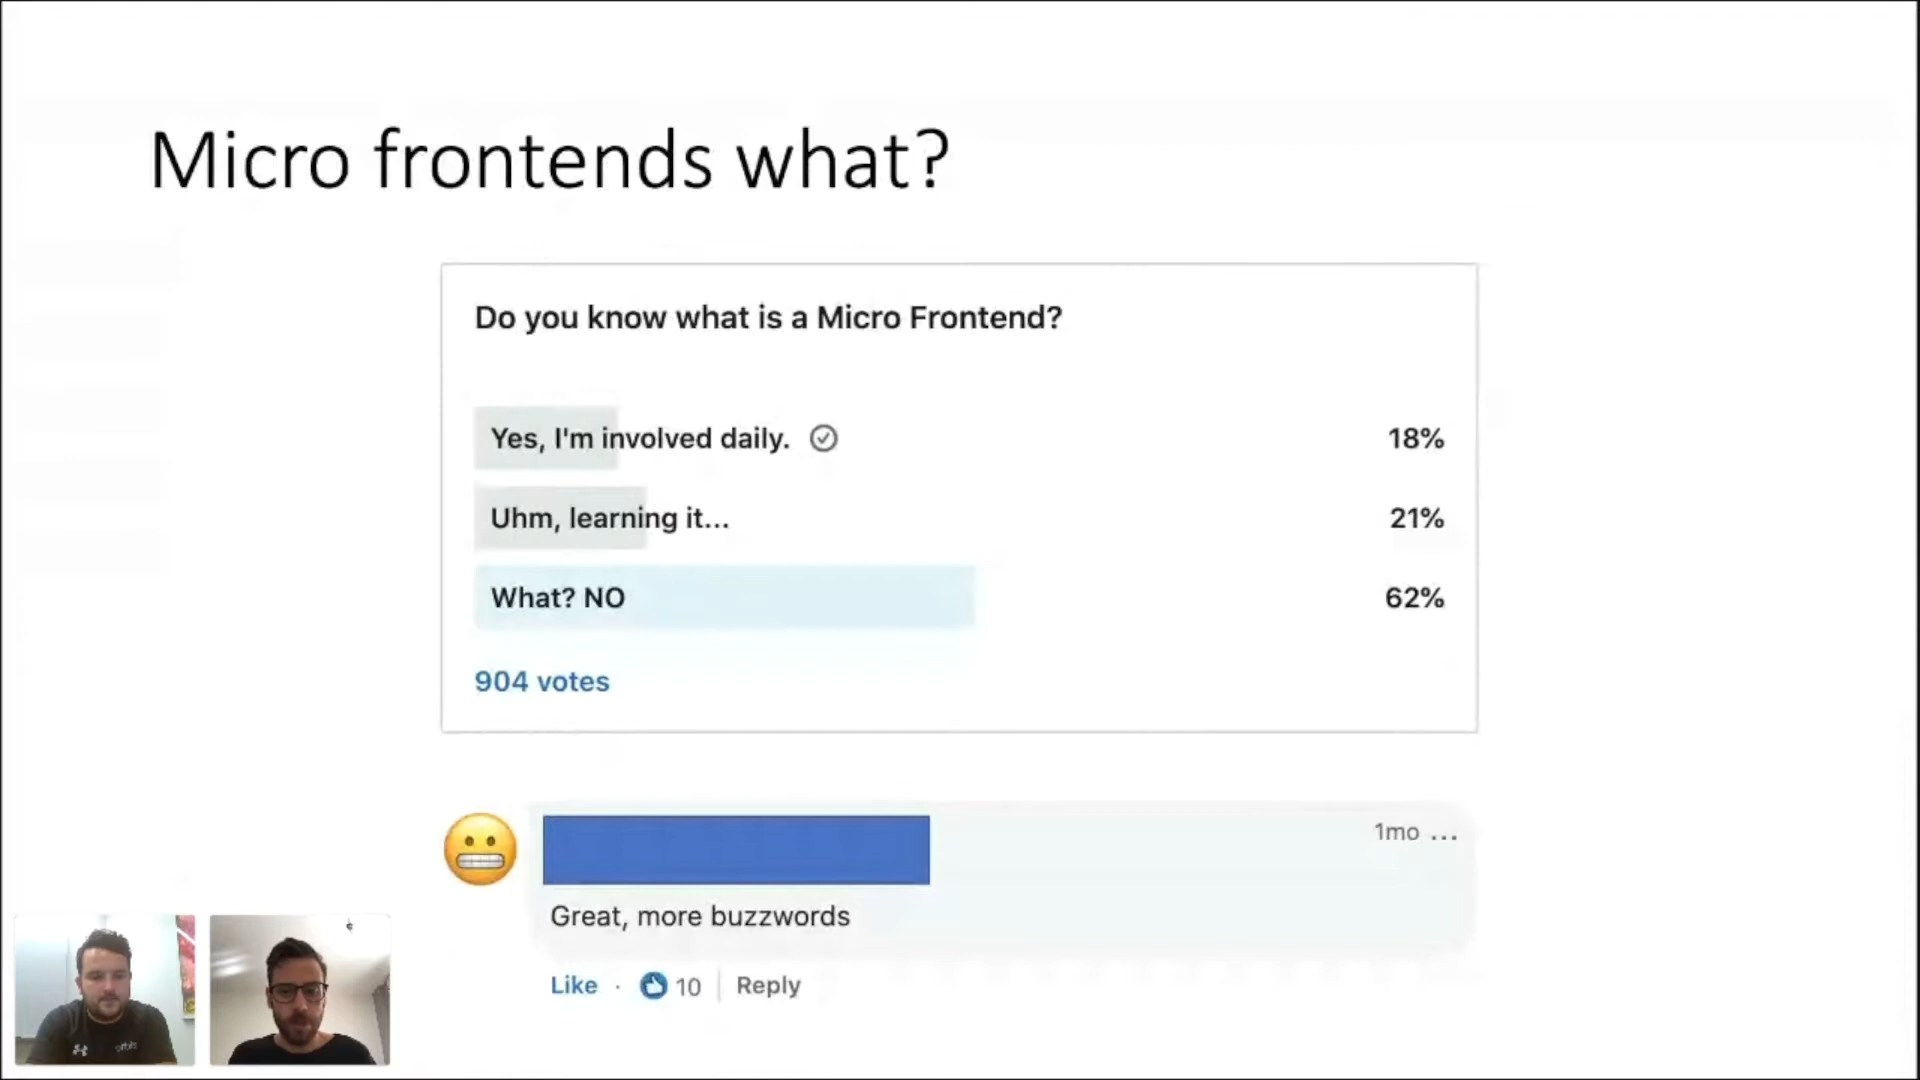 Micro frontends what?
Do you know what is a Micro Frontend?
Yes, I'm involved daily. 18%
Uhm, learning it... 21%
What? NO 62%
904 votes
1mo ...
Great, more buzzwords
Like · 10 | Reply
orbit